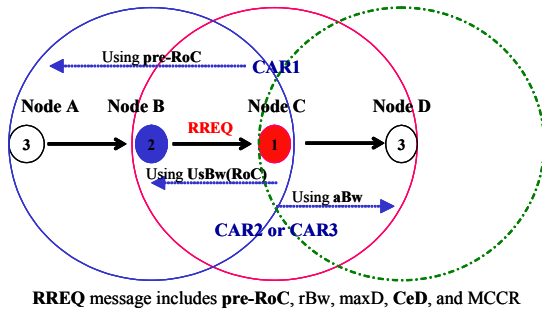 Using pre-RoC
CAR1
Node A
Node B
Node C
Node D
RREQ
3
2
1
3
Using UsBw(RoC)
Using aBw
CAR2 or CAR3
RREQ message includes pre-RoC, rBw, maxD, CeD, and MCCR